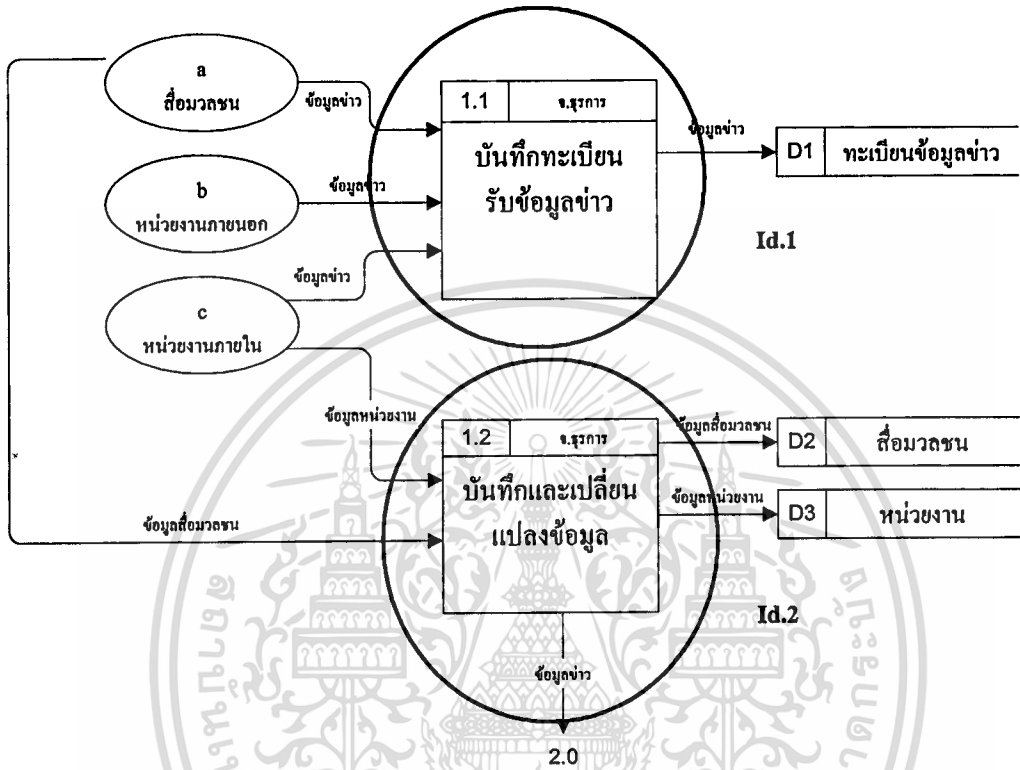 a
สื่อมวลชน
ข้อมูลข่าว
1.1
จ.ธุรการ
บันทึกทะเบียน
รับข้อมูลข่าว
ข้อมูลข่าว
D1
ทะเบียนข้อมูลข่าว
b
หน่วยงานภายนอก
ข้อมูลข่าว
Id.1
c
หน่วยงานภายใน
ข้อมูลข่าว
ข้อมูลหน่วยงาน
1.2
จ.ธุรการ
บันทึกและเปลี่ยน
แปลงข้อมูล
ข้อมูลสื่อมวลชน
D2
สื่อมวลชน
ข้อมูลหน่วยงาน
D3
หน่วยงาน
ข้อมูลสื่อมวลชน
Id.2
ข้อมูลข่าว
2.0